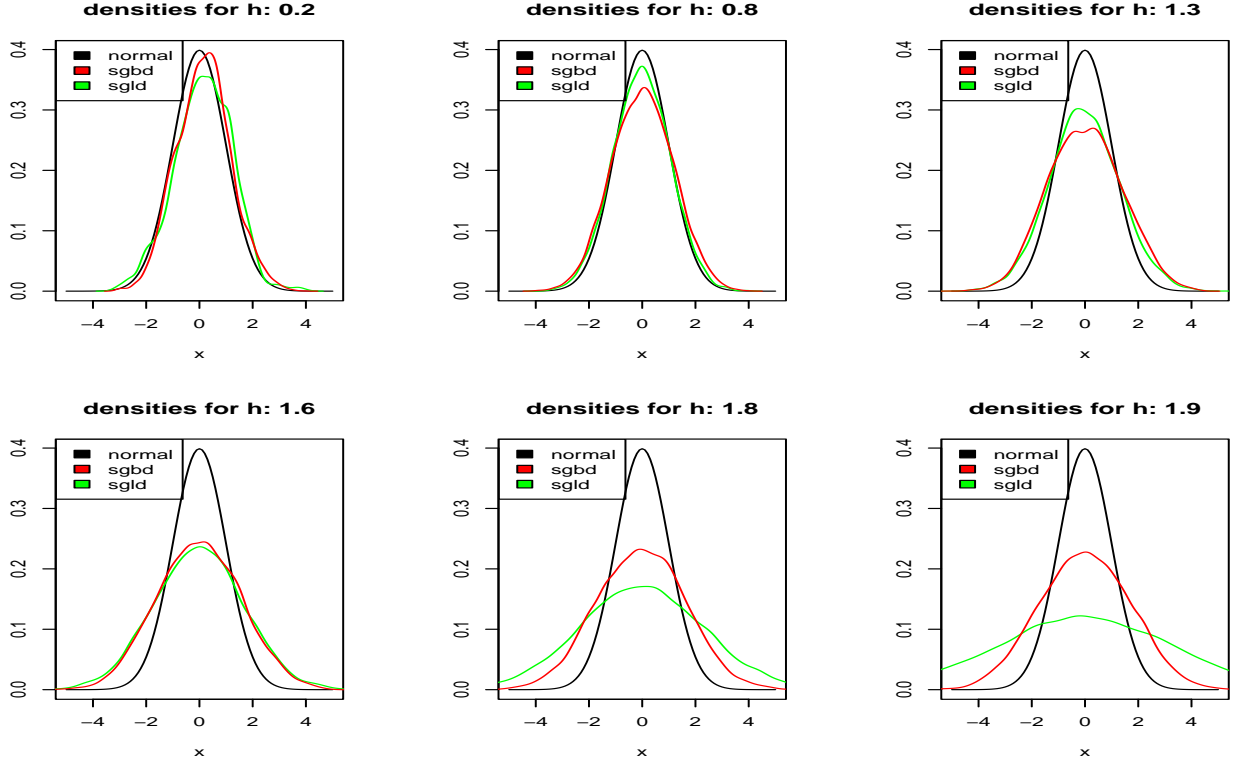 densities for h: 0.2
normal
sgbd
sgld
0.0 0.1 0.2 0.3 0.4
−4 −2 0 2 4
x
densities for h: 0.8
normal
sgbd
sgld
0.0 0.1 0.2 0.3 0.4
−4 −2 0 2 4
x
densities for h: 1.3
normal
sgbd
sgld
0.0 0.1 0.2 0.3 0.4
−4 −2 0 2 4
x
densities for h: 1.6
normal
sgbd
sgld
0.0 0.1 0.2 0.3 0.4
−4 −2 0 2 4
x
densities for h: 1.8
normal
sgbd
sgld
0.0 0.1 0.2 0.3 0.4
−4 −2 0 2 4
x
densities for h: 1.9
normal
sgbd
sgld
0.0 0.1 0.2 0.3 0.4
−4 −2 0 2 4
x